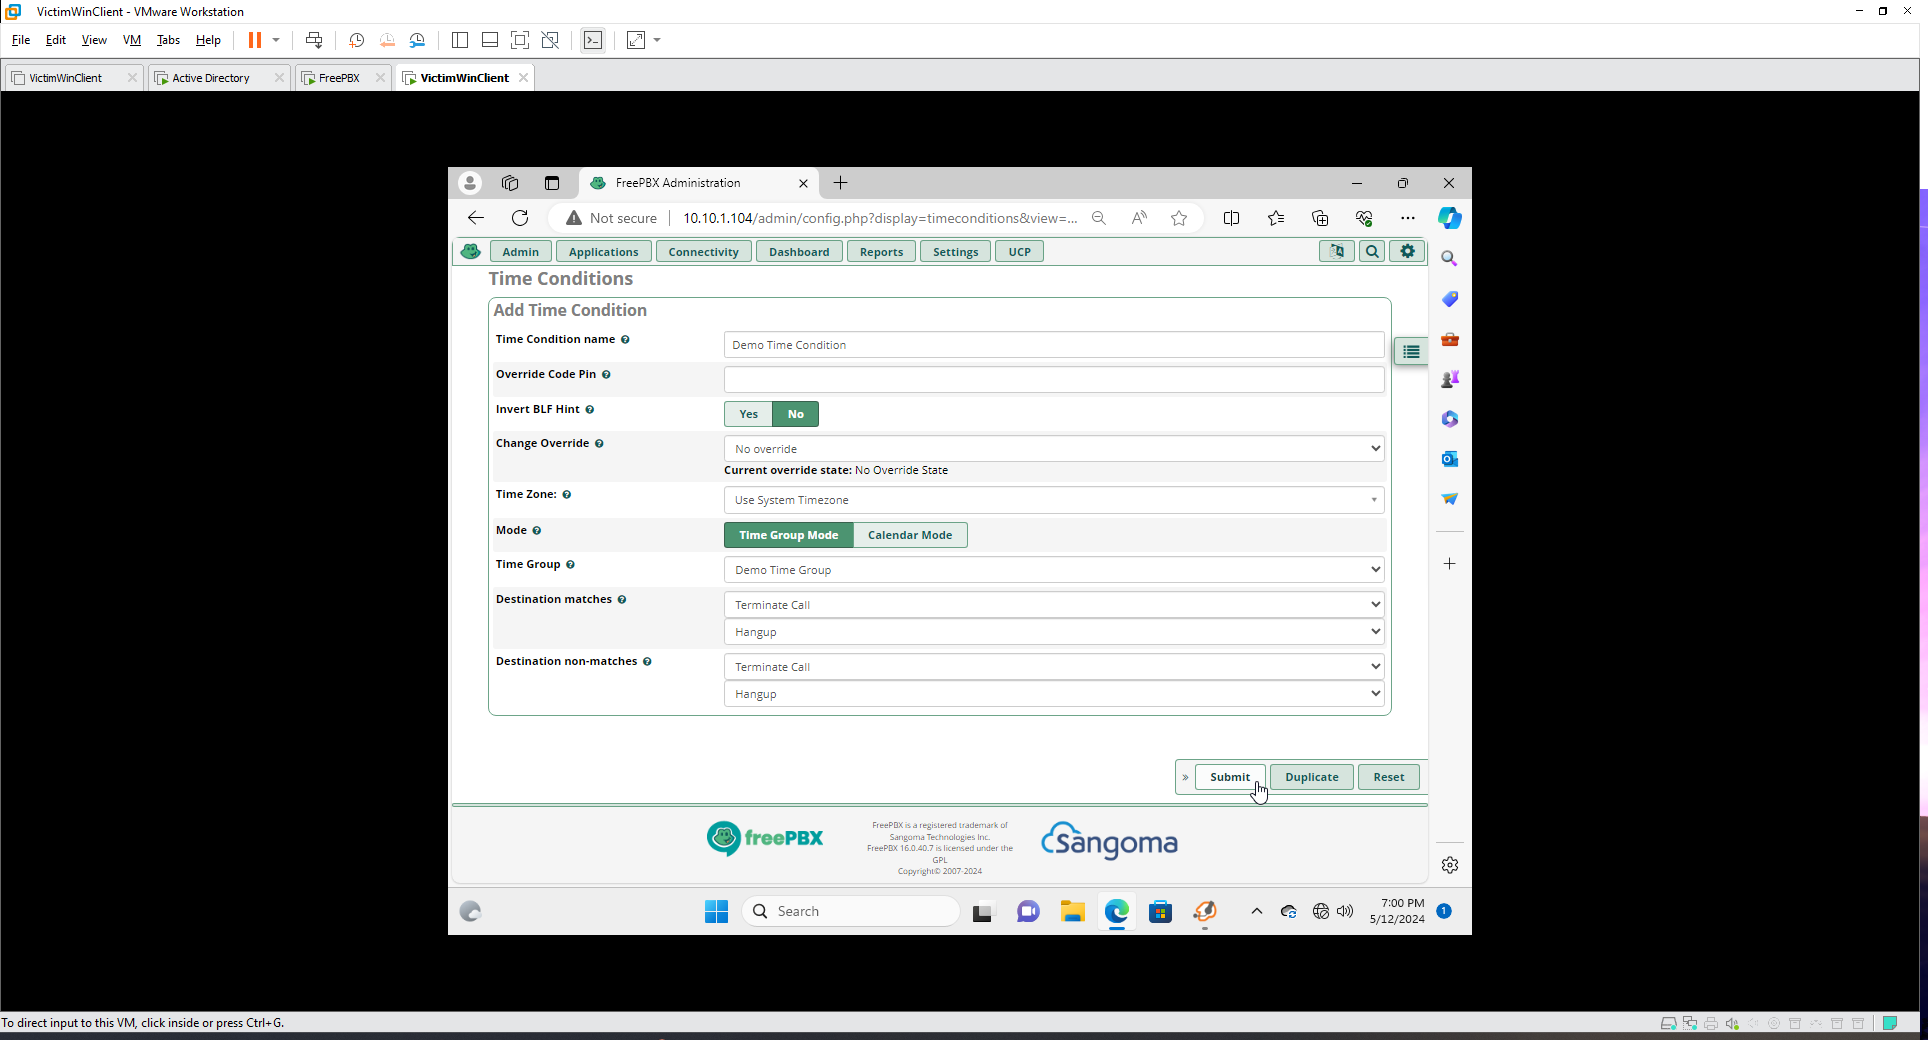 VictimWinClient - VMware Workstation
File Edit View VM Tabs Help
VictimWinClient Active Directory FreePBX VictimWinClient
FreePBX Administration
Not secure 10.10.1.104/admin/config.php?display=timeconditions&view=...
Admin Applications Connectivity Dashboard Reports Settings UCP
Time Conditions
Add Time Condition
Time Condition name
Demo Time Condition
Override Code Pin
Invert BLF Hint
Yes No
Change Override
No override
Current override state: No Override State
Time Zone:
Use System Timezone
Mode
Time Group Mode Calendar Mode
Time Group
Demo Time Group
Destination matches
Terminate Call
Hangup
Destination non-matches
Terminate Call
Hangup
» Submit Duplicate Reset
freePBX
FreePBX is a registered trademark of
Sangoma Technologies Inc.
FreePBX 16.0.40.7 is licensed under the
GPL
Copyright© 2007-2024
Sangoma
Search
7:00 PM
5/12/2024
1
To direct input to this VM, click inside or press Ctrl+G.